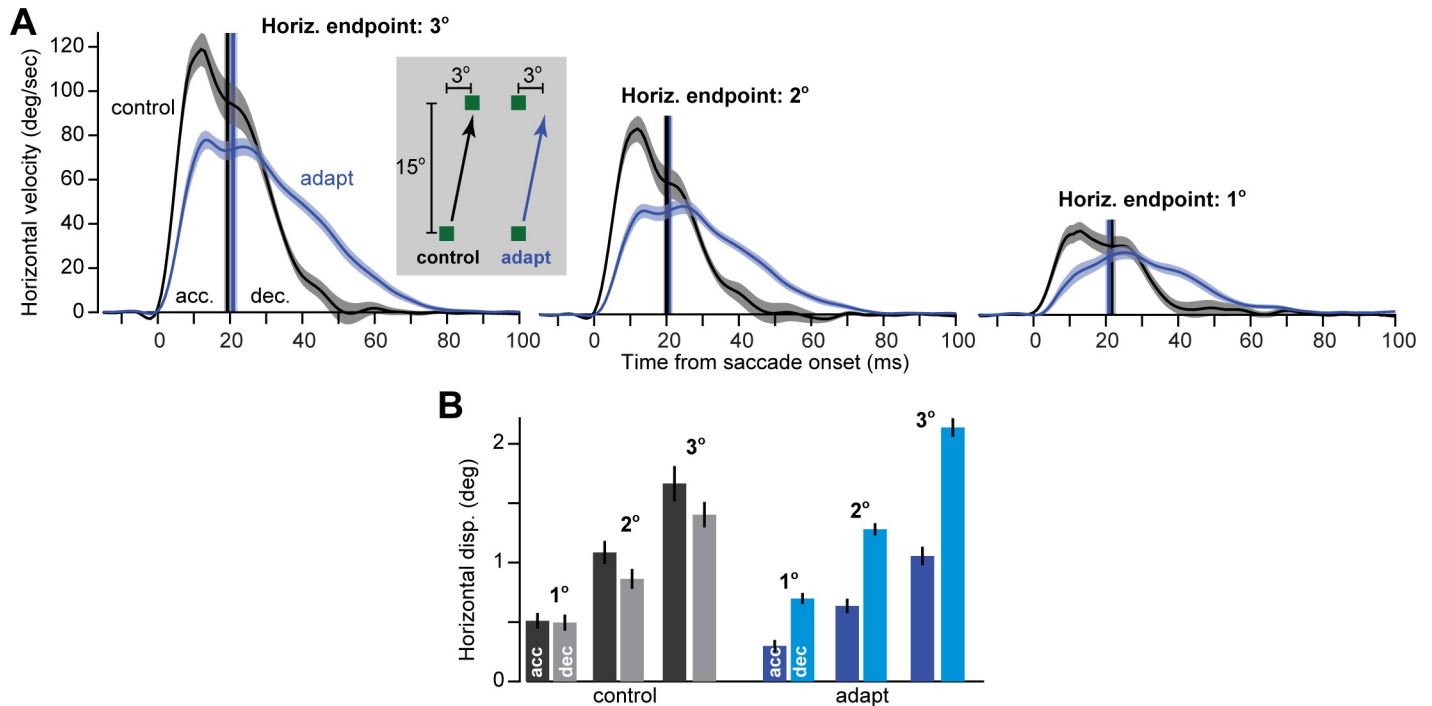 A
Horiz. endpoint: 3°
Horizontal velocity (deg/sec)
120
100
80
60
40
20
0
control
adapt
acc.
dec.
0
20
40
60
80
100
3°
3°
15°
control
adapt
Horiz. endpoint: 2°
0
20
40
60
80
100
Time from saccade onset (ms)
Horiz. endpoint: 1°
0
20
40
60
80
100
B
Horizontal disp. (deg)
2
1
0
1°
2°
3°
acc
dec
control
1°
2°
3°
acc
dec
adapt